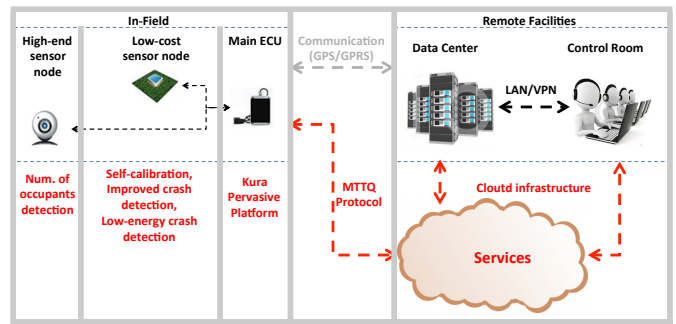 In-Field
Remote Facilities
High-end
sensor
node
Low-cost
sensor node
Main ECU
Communication
(GPS/GPRS)
Data Center
Control Room
LAN/VPN
Num. of
occupants
detection
Self-calibration,
Improved crash
detection,
Low-energy crash
detection
Kura
Pervasive
Platform
MTTQ
Protocol
Cloutd infrastructure
Services